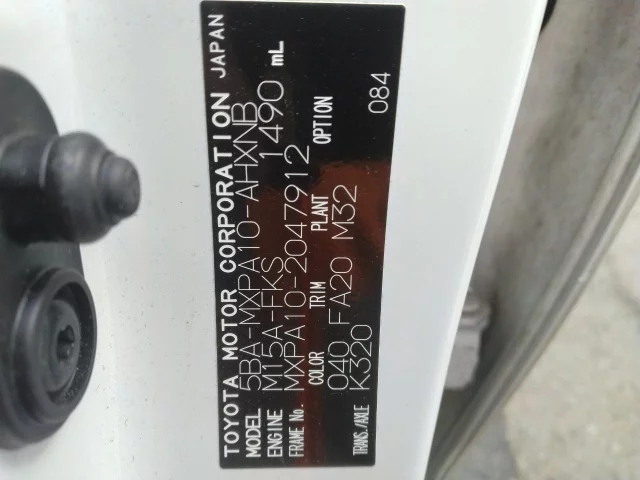 TOYOTA MOTOR CORPORATION JAPAN
MODEL 5BA-MXPA10-AHXNB
ENGINE M15A-FKS 1490 mL
FRAME No. MXPA10-2047912
COLOR TRIM PLANT OPTION
040 FA20 M32 084
TRANS./AXLE K320